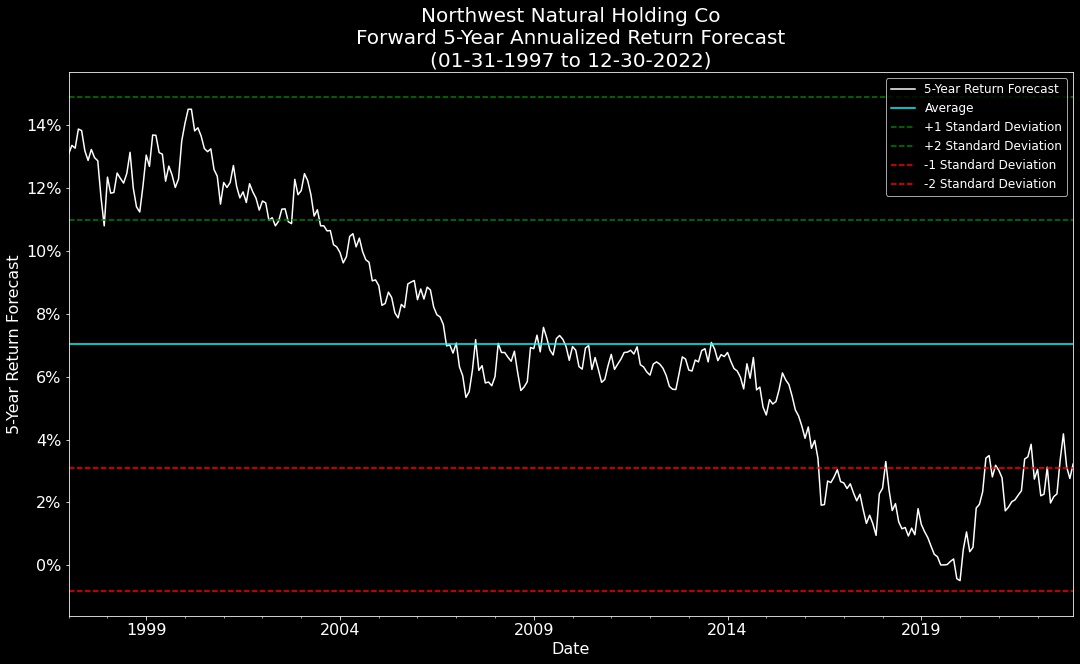 Northwest Natural Holding Co
Forward 5-Year Annualized Return Forecast
(01-31-1997 to 12-30-2022)
5-Year Return Forecast
Average
+1 Standard Deviation
+2 Standard Deviation
-1 Standard Deviation
-2 Standard Deviation
14%
12%
10%
8%
6%
4%
2%
0%
5-Year Return Forecast
1999
2004
2009
2014
2019
Date